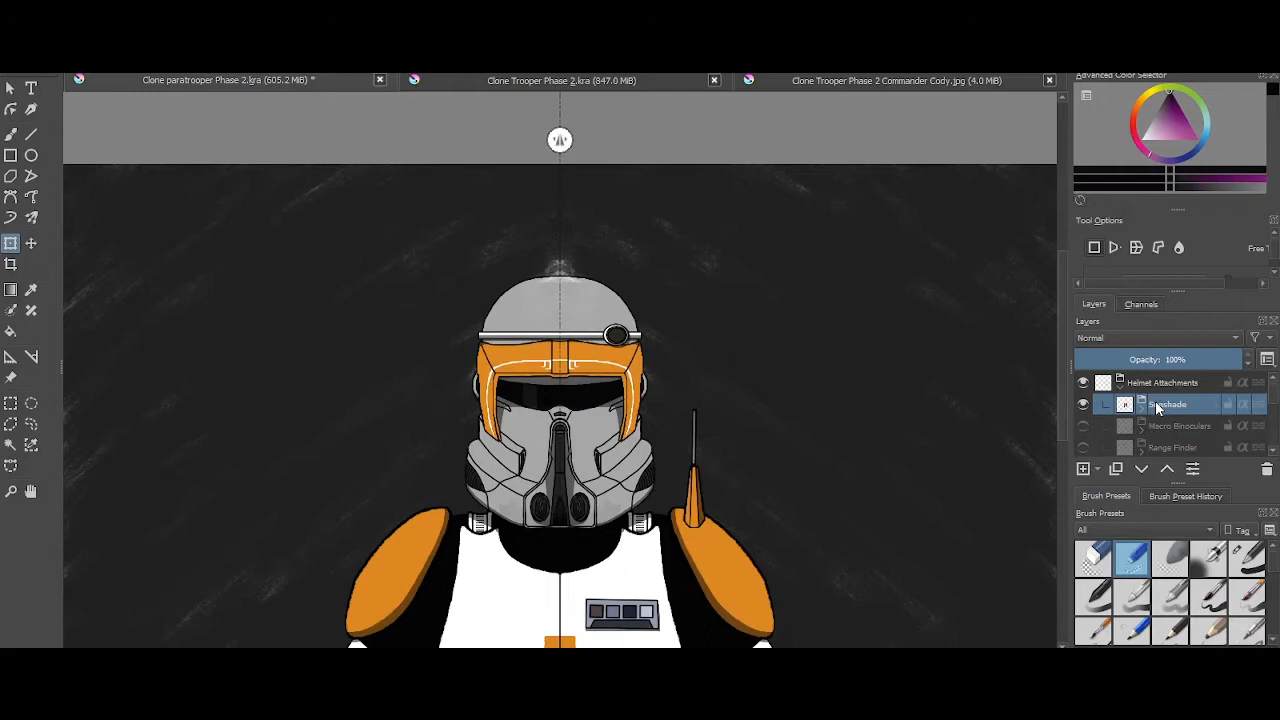 Clone paratrooper Phase 2.kra (605.2 MiB) *
Clone Trooper Phase 2.kra (847.0 MiB)
Clone Trooper Phase 2 Commander Cody.jpg (4.0 MiB)
Advanced Color Selector
Tool Options
Free
Layers
Channels
Layers
Normal
Opacity: 100%
Helmet Attachments
Sunshade
Macro Binoculars
Range Finder
Brush Presets
Brush Preset History
Brush Presets
All
Tag